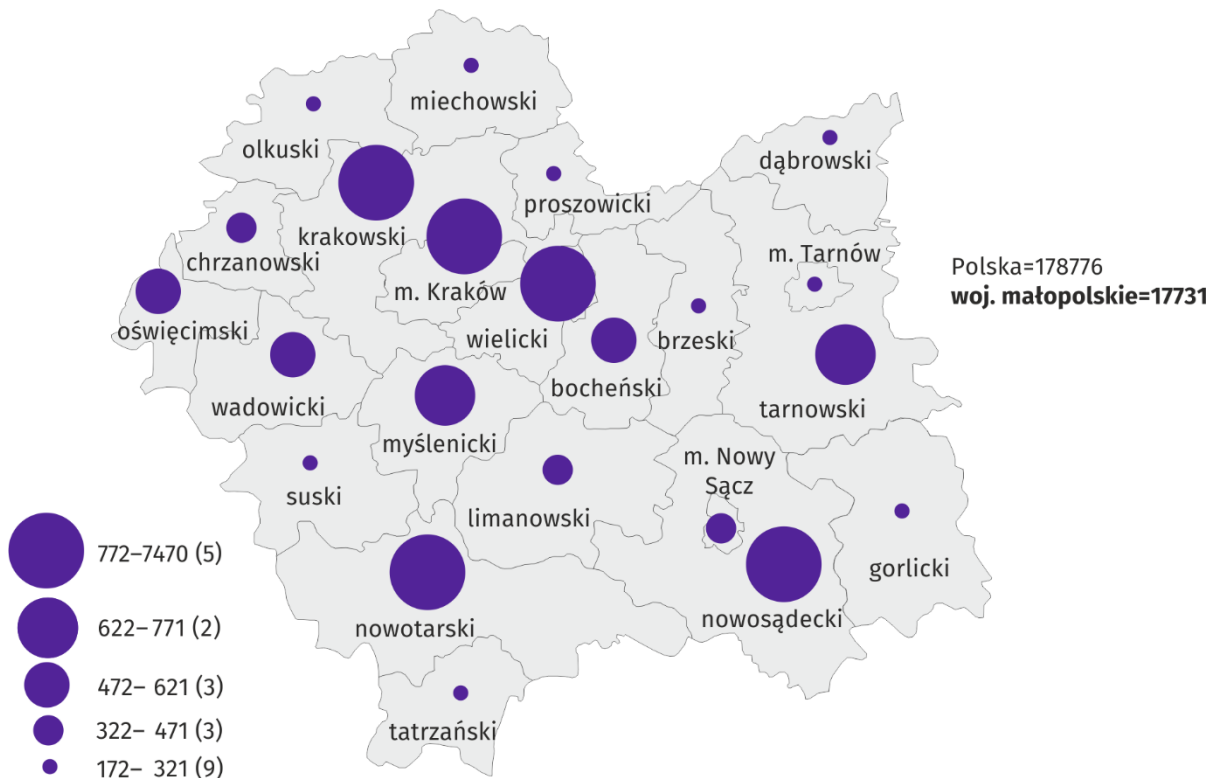 miechowski
olkuski
dąbrowski
proszowicki
krakowski
chrzanowski
m. Tarnów
Polska=178776
woj. małopolskie=17731
m. Kraków
oświęcimski
wielicki
brzeski
bocheński
wadowicki
tarnowski
myślenicki
m. Nowy
Sącz
suski
limanowski
gorlicki
nowotarski
nowosądecki
tatrzański
772–7470 (5)
622– 771 (2)
472– 621 (3)
322– 471 (3)
172– 321 (9)